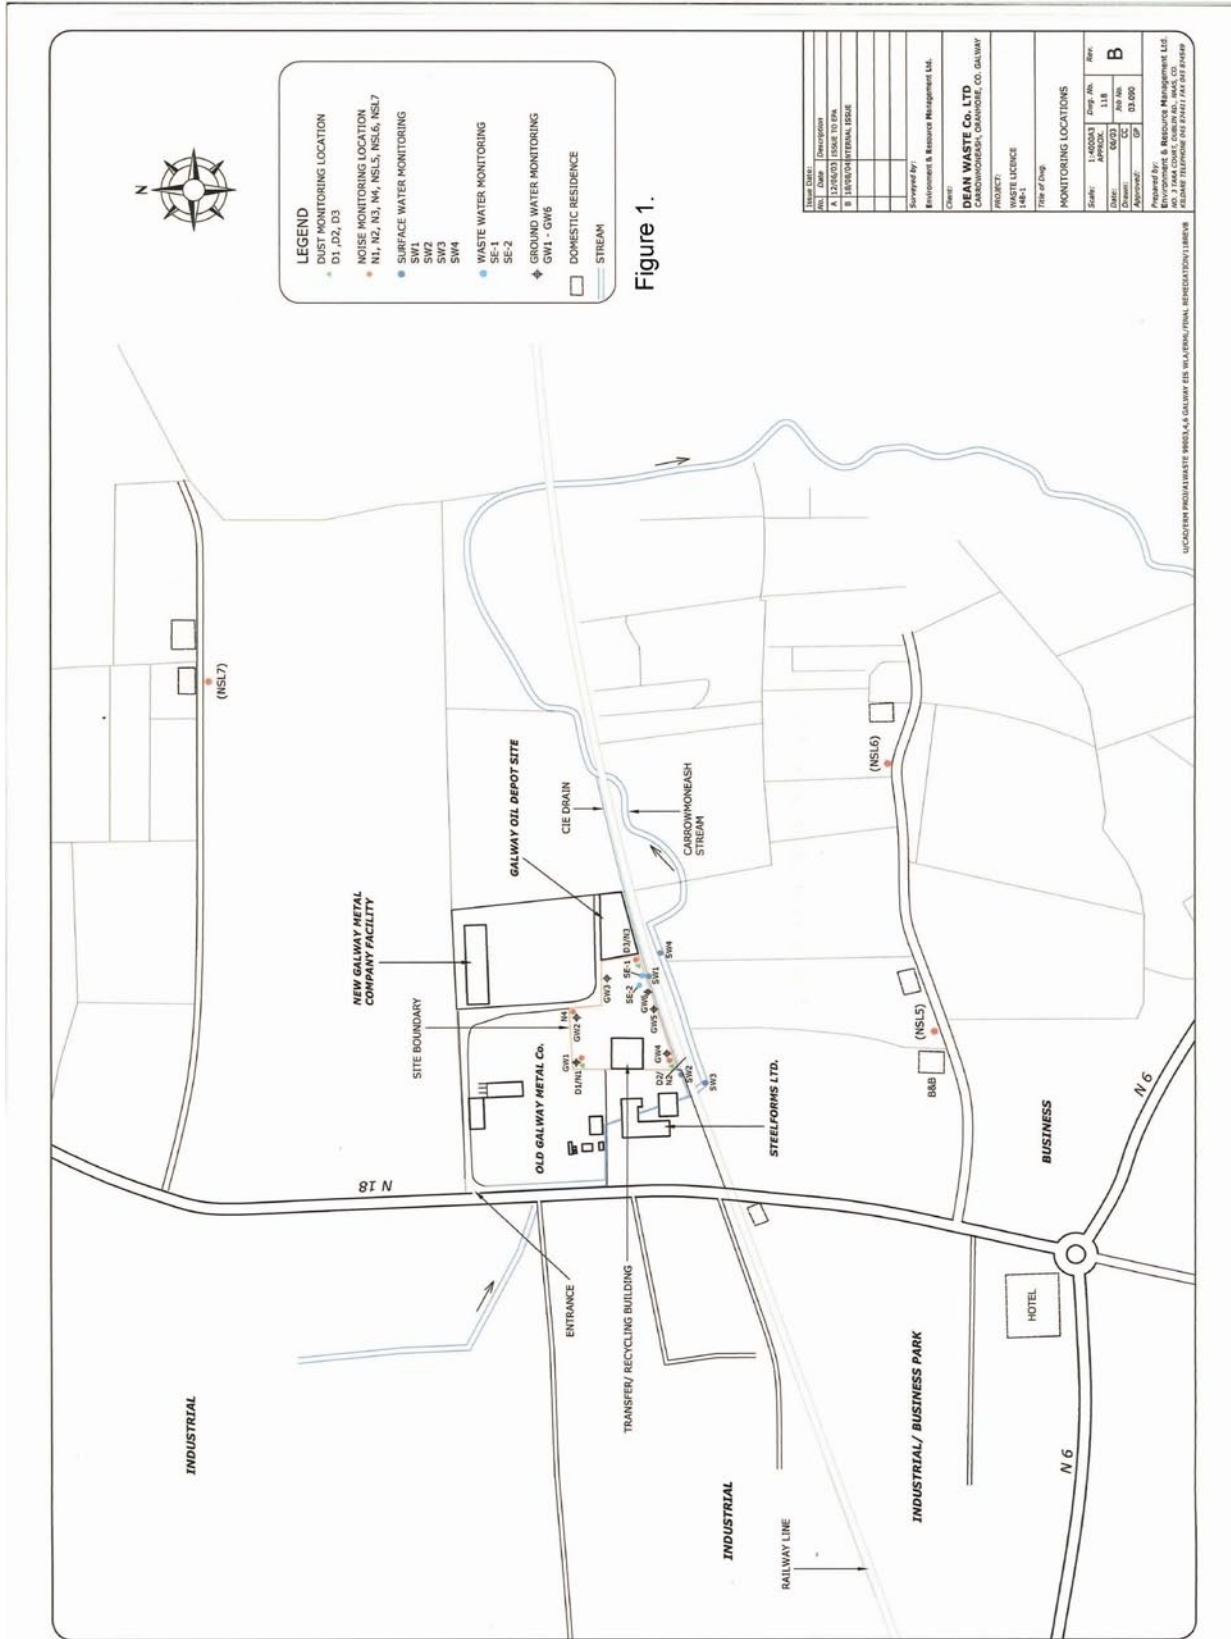 N
LEGEND
DUST MONITORING LOCATION
D1 ,D2, D3
NOISE MONITORING LOCATION
N1, N2, N3, N4, NSL5, NSL6, NSL7
SURFACE WATER MONITORING
SW1
SW2
SW3
SW4
WASTE WATER MONITORING
SE-1
SE-2
GROUND WATER MONITORING
GW1 - GW6
DOMESTIC RESIDENCE
STREAM
Figure 1.
INDUSTRIAL
N 18
(NSL7)
NEW GALWAY METAL
COMPANY FACILITY
SITE BOUNDARY
GALWAY OIL DEPOT SITE
CIE DRAIN
CARROWMONEASH
STREAM
OLD GALWAY METAL Co.
ENTRANCE
TRANSFER/ RECYCLING BUILDING
GW1
D1/N1
N4
GW2
GW3
D3/N3
SE-1
SE-2
SW1
GW6
GW5
SW4
GW4
D2/
N2
SW2
SW3
STEELFORMS LTD.
INDUSTRIAL
RAILWAY LINE
(NSL6)
(NSL5)
B&B
BUSINESS
N 6
HOTEL
INDUSTRIAL/ BUSINESS PARK
N 6
Issue Date:
No. Date Description
A 12/06/03 ISSUE TO EPA
B 18/08/04 INTERNAL ISSUE
Surveyed by:
Environment & Resource Management Ltd.
Client:
DEAN WASTE Co. LTD
CARROWMONEASH, ORANMORE, CO. GALWAY
PROJECT:
WASTE LICENCE
148-1
Title of Dwg.
MONITORING LOCATIONS
Scale: 1:4000A3 APPROX.
Dwg. No. 118
Rev. B
Date: 06/03
Job No. 03.090
Drawn: CC
Approved: GP
Prepared by:
Environment & Resource Management Ltd.